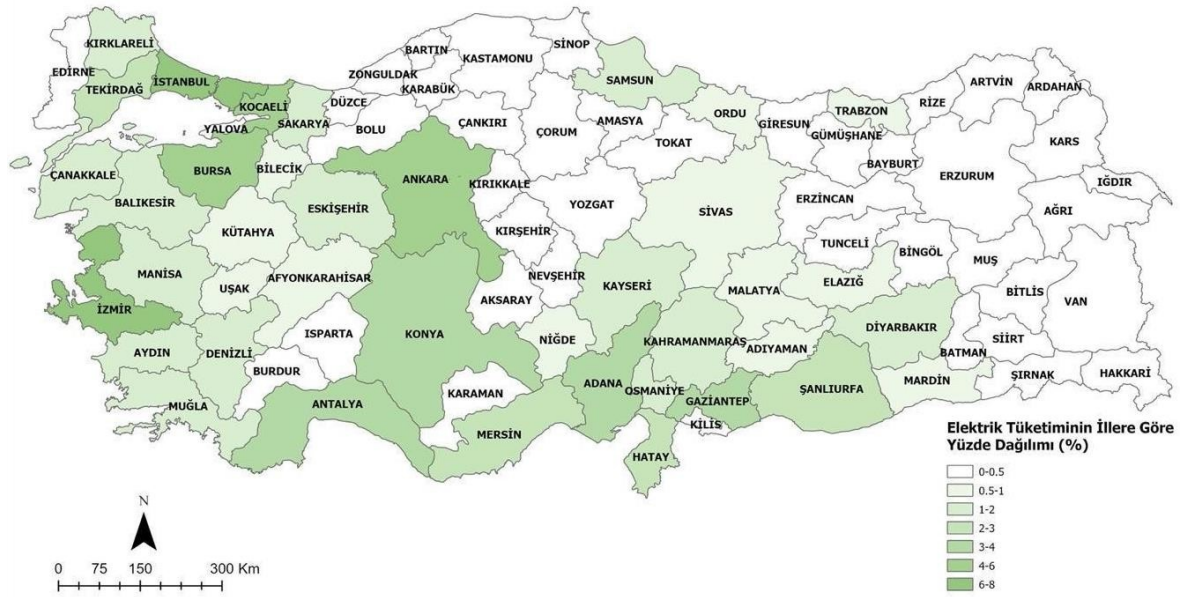 KIRKLARELİ
EDİRNE
TEKİRDAĞ
İSTANBUL
KOCAELİ
YALOVA
SAKARYA
DÜZCE
ZONGULDAK
BARTIN
KARABÜK
KASTAMONU
SİNOP
BOLU
ÇANKIRI
ÇORUM
SAMSUN
AMASYA
TOKAT
ORDU
GİRESUN
TRABZON
GÜMÜŞHANE
BAYBURT
RİZE
ARTVİN
ARDAHAN
KARS
IĞDIR
AĞRI
ERZURUM
ERZİNCAN
ÇANAKKALE
BALIKESİR
BURSA
BİLECİK
ESKİŞEHİR
ANKARA
KIRIKKALE
KIRŞEHİR
YOZGAT
SİVAS
TUNCELİ
BİNGÖL
MUŞ
BİTLİS
VAN
KÜTAHYA
MANİSA
UŞAK
AFYONKARAHİSAR
İZMİR
KONYA
AKSARAY
NEVŞEHİR
KAYSERİ
MALATYA
ELAZIĞ
DİYARBAKIR
BATMAN
SİİRT
ŞIRNAK
HAKKARİ
MARDİN
AYDIN
DENİZLİ
ISPARTA
BURDUR
MUĞLA
ANTALYA
KARAMAN
NİĞDE
MERSİN
ADANA
KAHRAMANMARAŞ
OSMANİYE
ADIYAMAN
GAZİANTEP
ŞANLIURFA
KİLİS
HATAY
Elektrik Tüketiminin İllere Göre
Yüzde Dağılımı (%)
0-0.5
0.5-1
1-2
2-3
3-4
4-6
6-8
N
0 75 150 300 Km